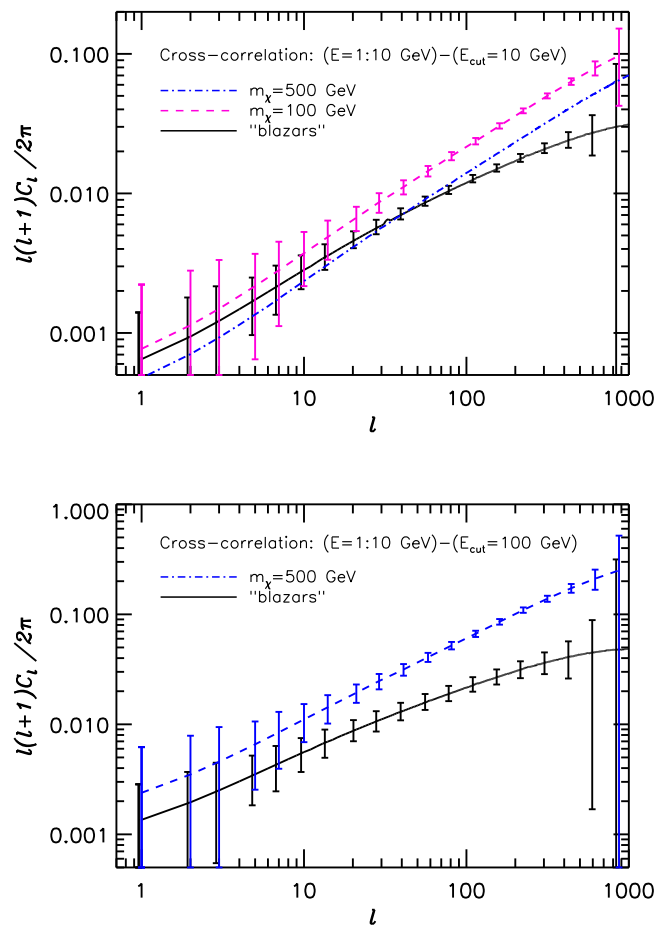 0.100
0.010
0.001
l(l+1)C_l/2π
Cross-correlation: (E=1:10 GeV)-(E_cut=10 GeV)
m_χ=500 GeV
m_χ=100 GeV
"blazars"
1 10 100 1000
l
1.000
0.100
0.010
0.001
l(l+1)C_l/2π
Cross-correlation: (E=1:10 GeV)-(E_cut=100 GeV)
m_χ=500 GeV
"blazars"
1 10 100 1000
l